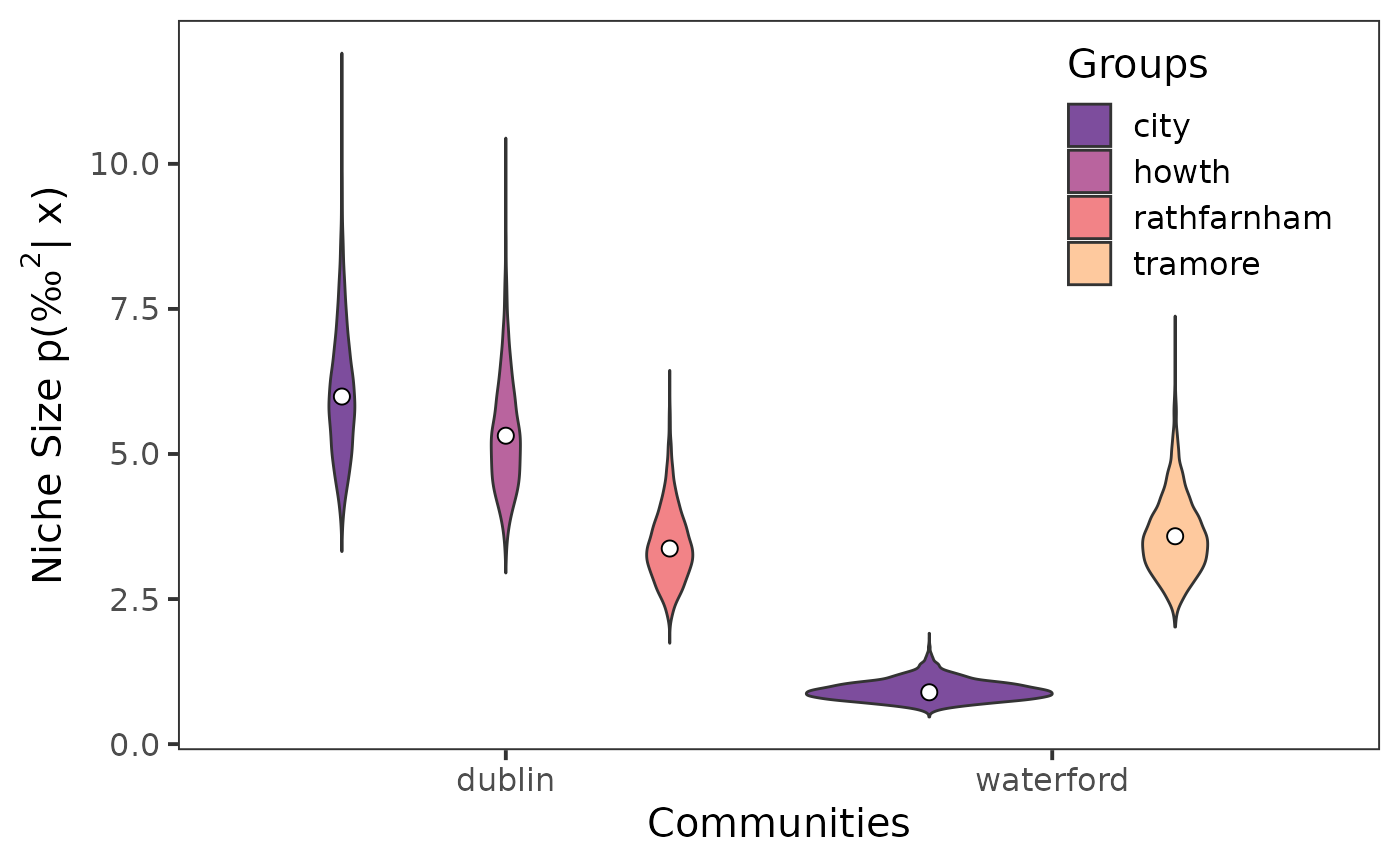 Niche Size p(‰²| x)
10.0
7.5
5.0
2.5
0.0
Groups
city
howth
rathfarnham
tramore
dublin
waterford
Communities